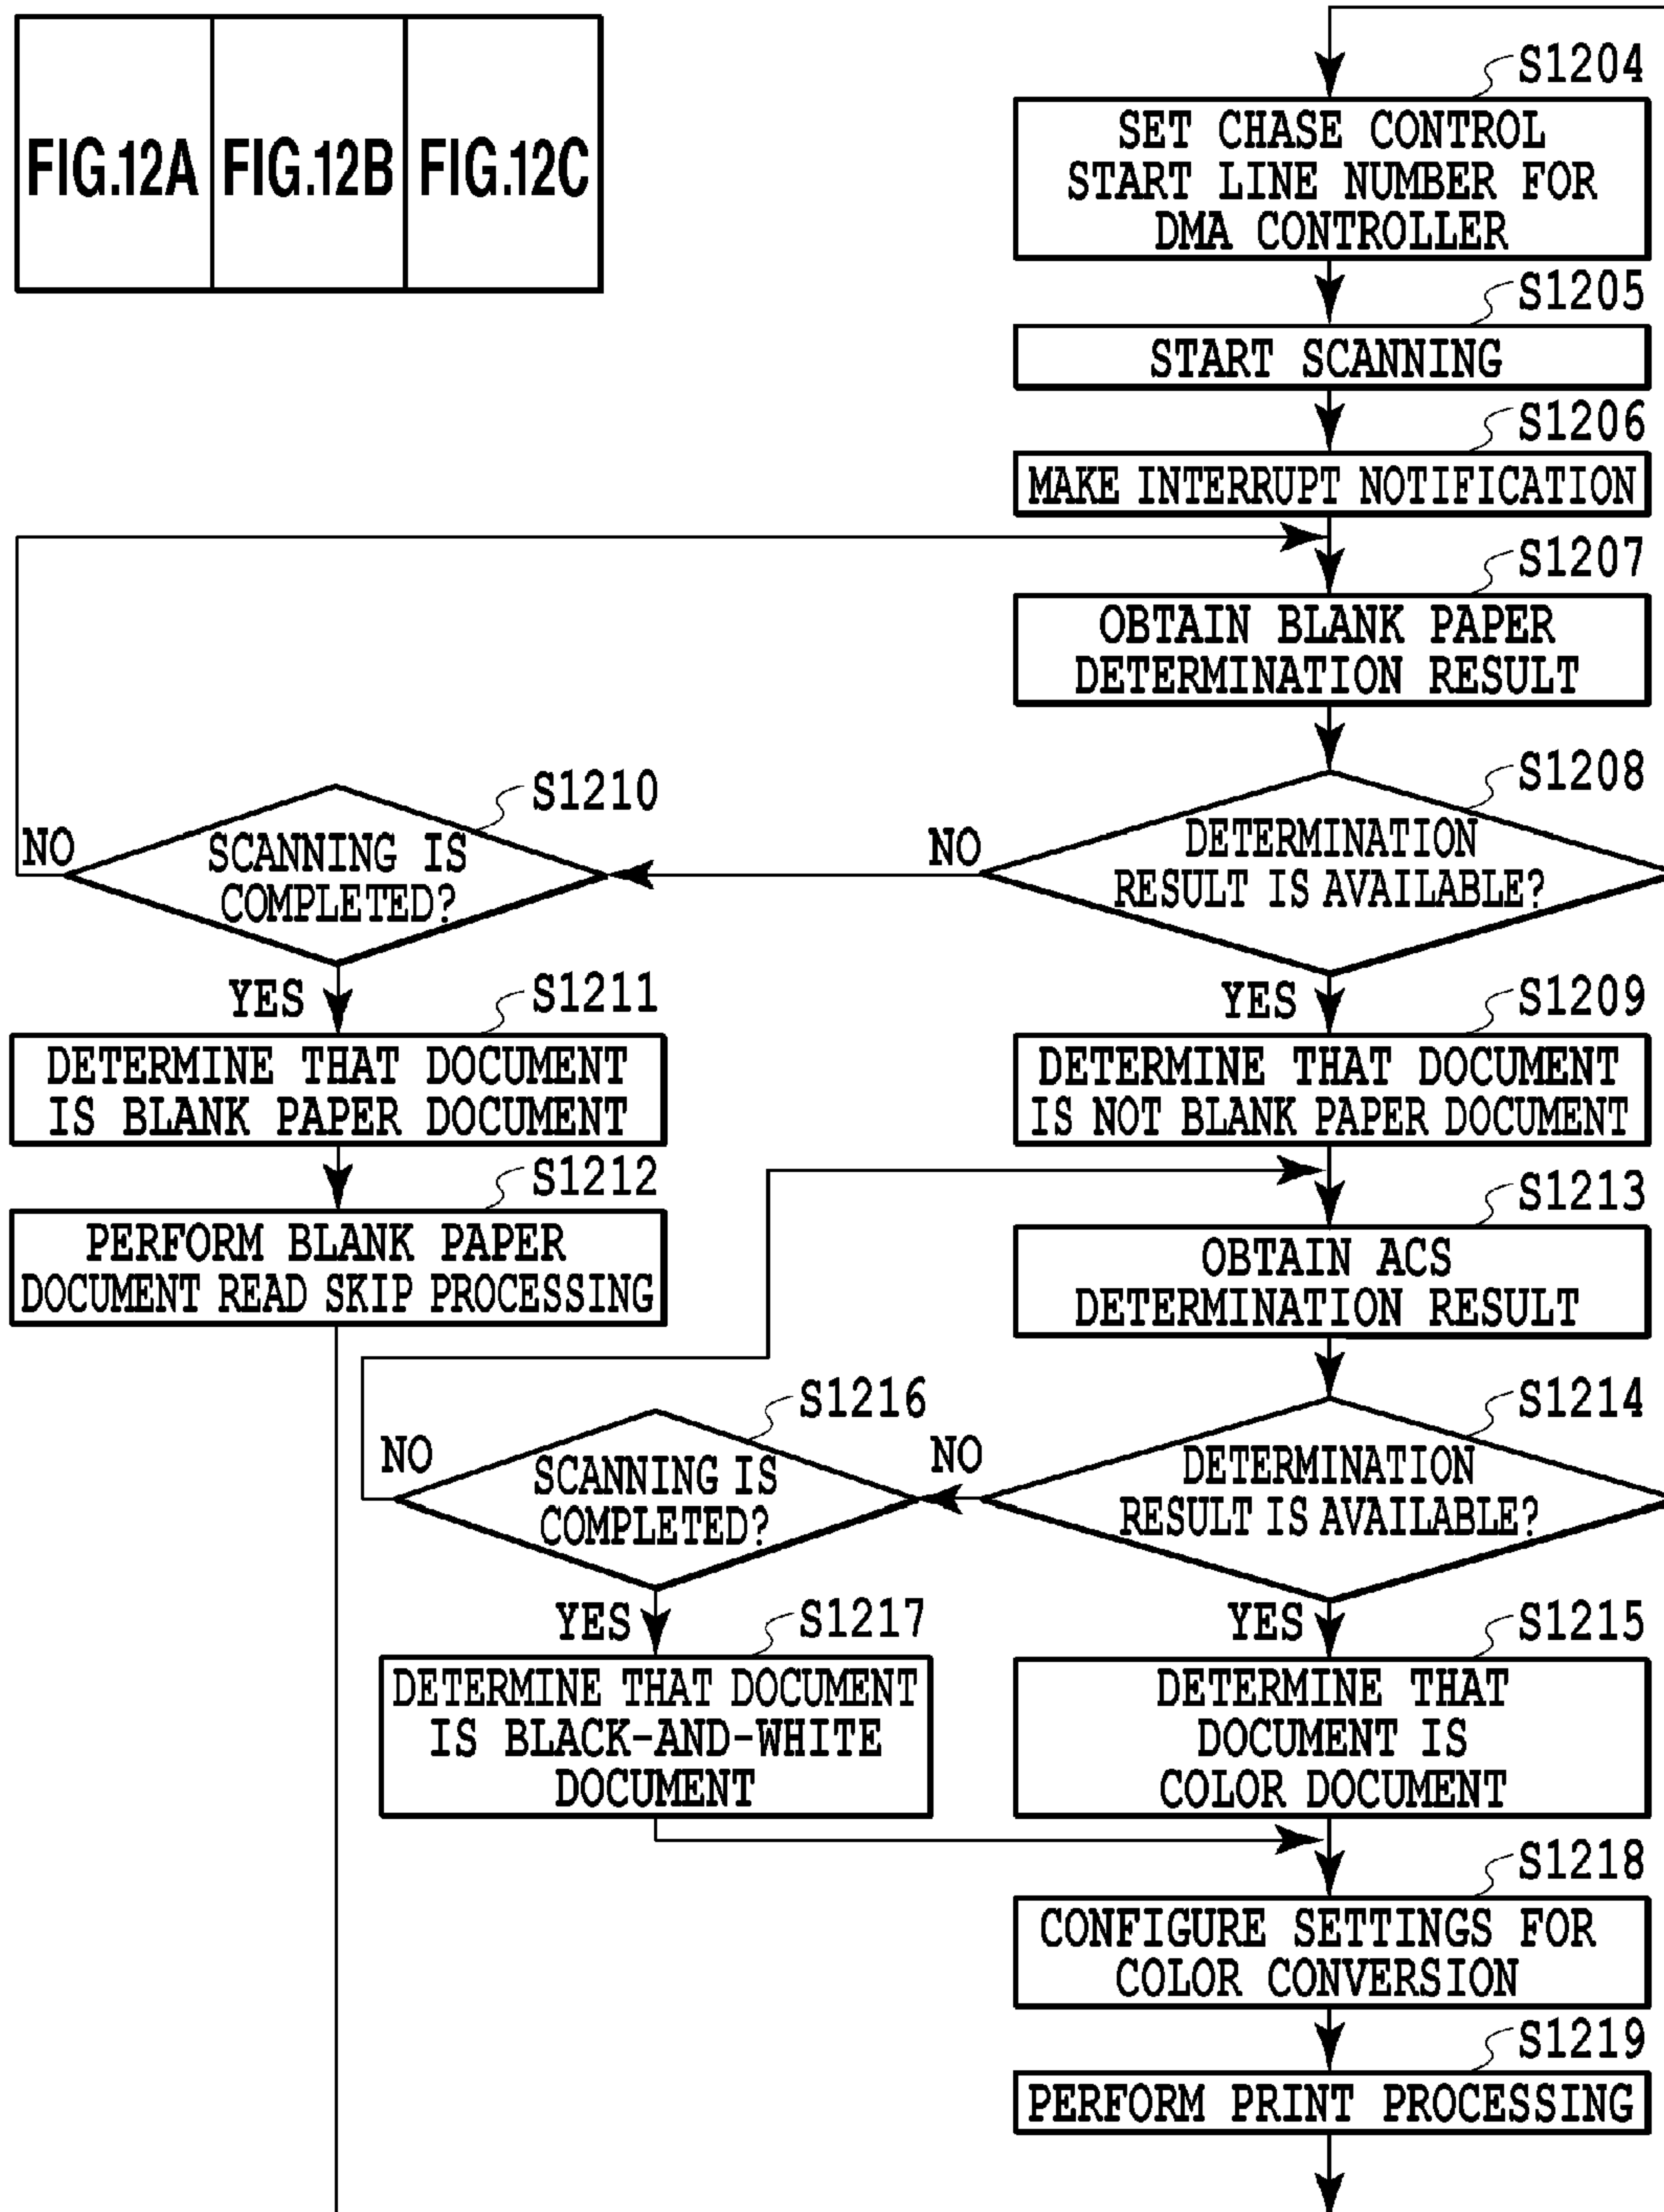 FIG.12A FIG.12B FIG.12C
S1204
SET CHASE CONTROL
START LINE NUMBER FOR
DMA CONTROLLER
S1205
START SCANNING
S1206
MAKE INTERRUPT NOTIFICATION
S1207
OBTAIN BLANK PAPER
DETERMINATION RESULT
S1208
DETERMINATION
RESULT IS AVAILABLE?
NO
S1210
SCANNING IS
COMPLETED?
NO
YES
S1211
DETERMINE THAT DOCUMENT
IS BLANK PAPER DOCUMENT
S1212
PERFORM BLANK PAPER
DOCUMENT READ SKIP PROCESSING
YES
S1209
DETERMINE THAT DOCUMENT
IS NOT BLANK PAPER DOCUMENT
S1213
OBTAIN ACS
DETERMINATION RESULT
S1214
DETERMINATION
RESULT IS AVAILABLE?
NO
S1216
SCANNING IS
COMPLETED?
NO
YES
S1217
DETERMINE THAT DOCUMENT
IS BLACK-AND-WHITE
DOCUMENT
YES
S1215
DETERMINE THAT
DOCUMENT IS
COLOR DOCUMENT
S1218
CONFIGURE SETTINGS FOR
COLOR CONVERSION
S1219
PERFORM PRINT PROCESSING